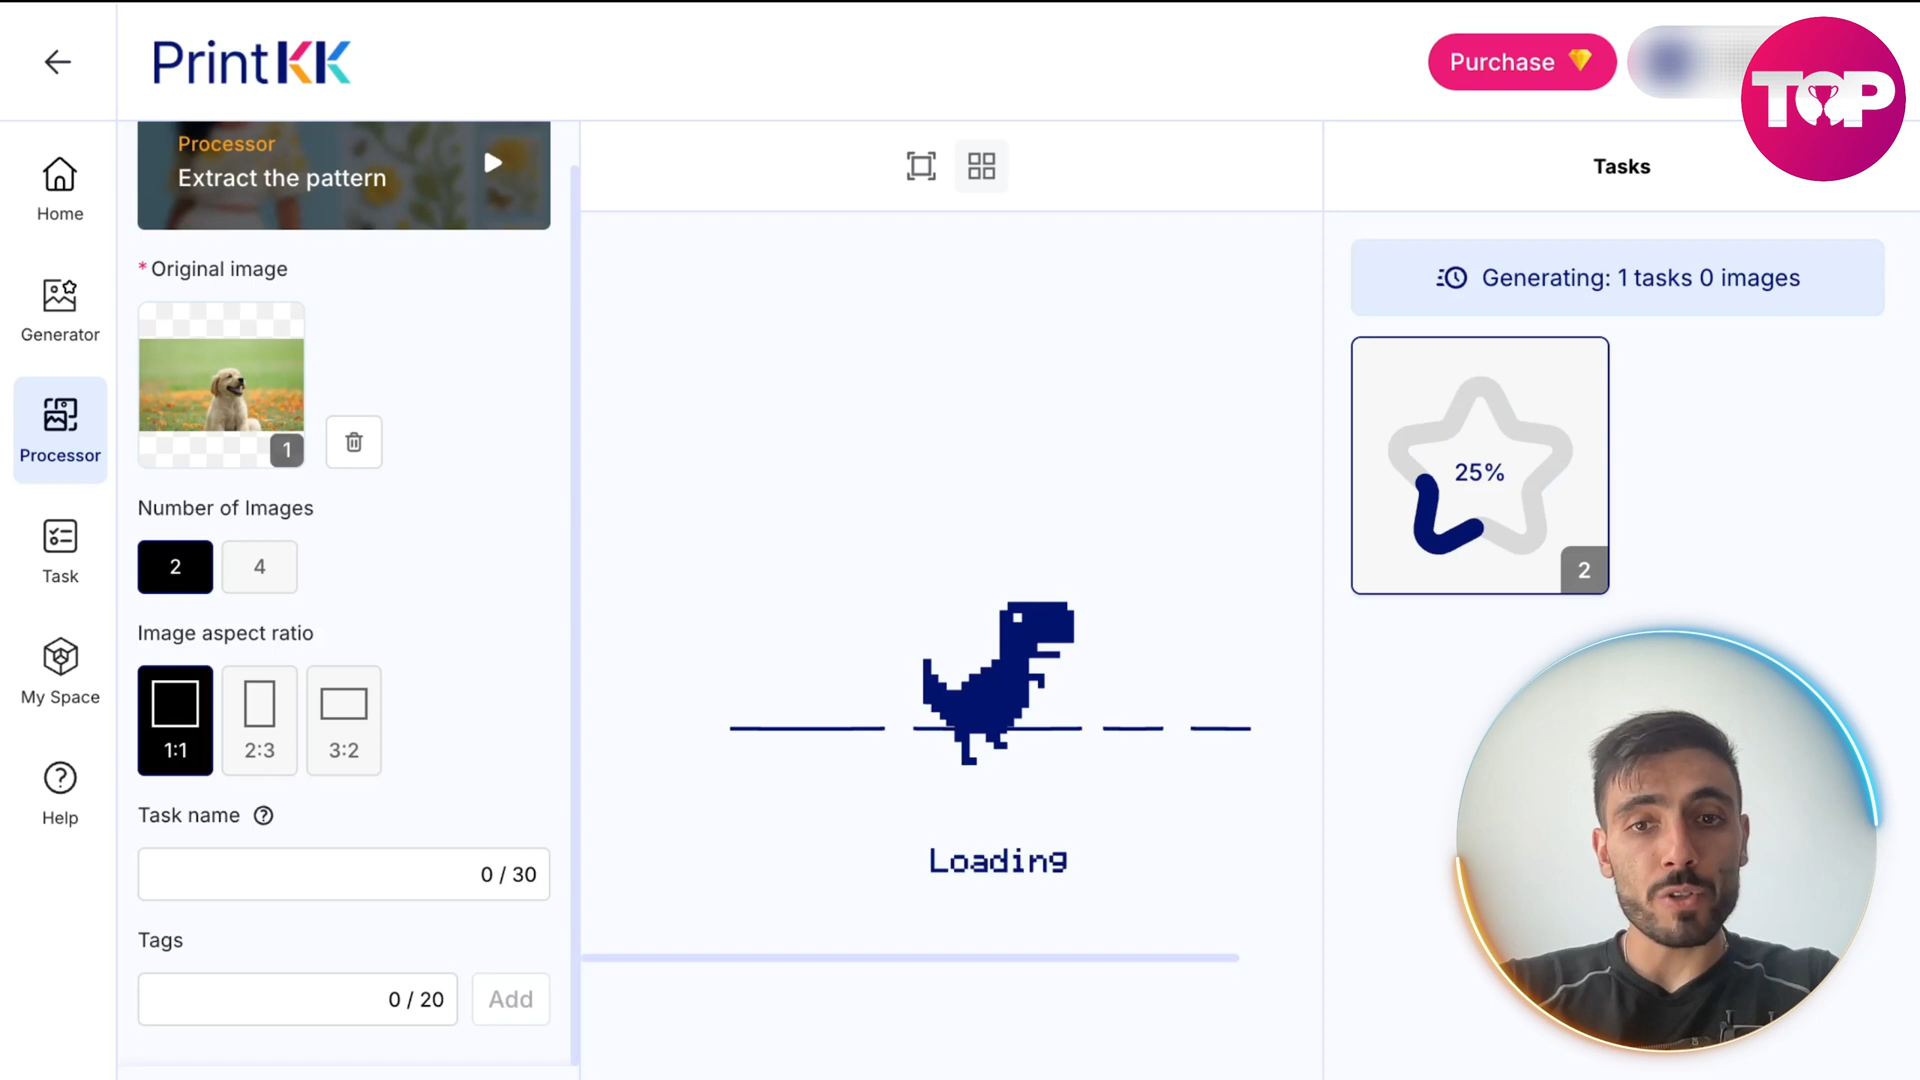 PrintKK
Purchase
TOP
Home
Generator
Processor
Task
My Space
Help
Processor
Extract the pattern
* Original image
1
Number of Images
2
4
Image aspect ratio
1:1
2:3
3:2
Task name
0 / 30
Tags
0 / 20
Add
Loading
Tasks
Generating: 1 tasks 0 images
25%
2